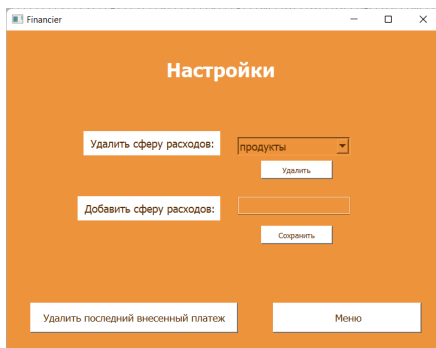 Financier
Настройки
Удалить сферу расходов:
продукты
Удалить
Добавить сферу расходов:
Сохранить
Удалить последний внесенный платеж
Меню